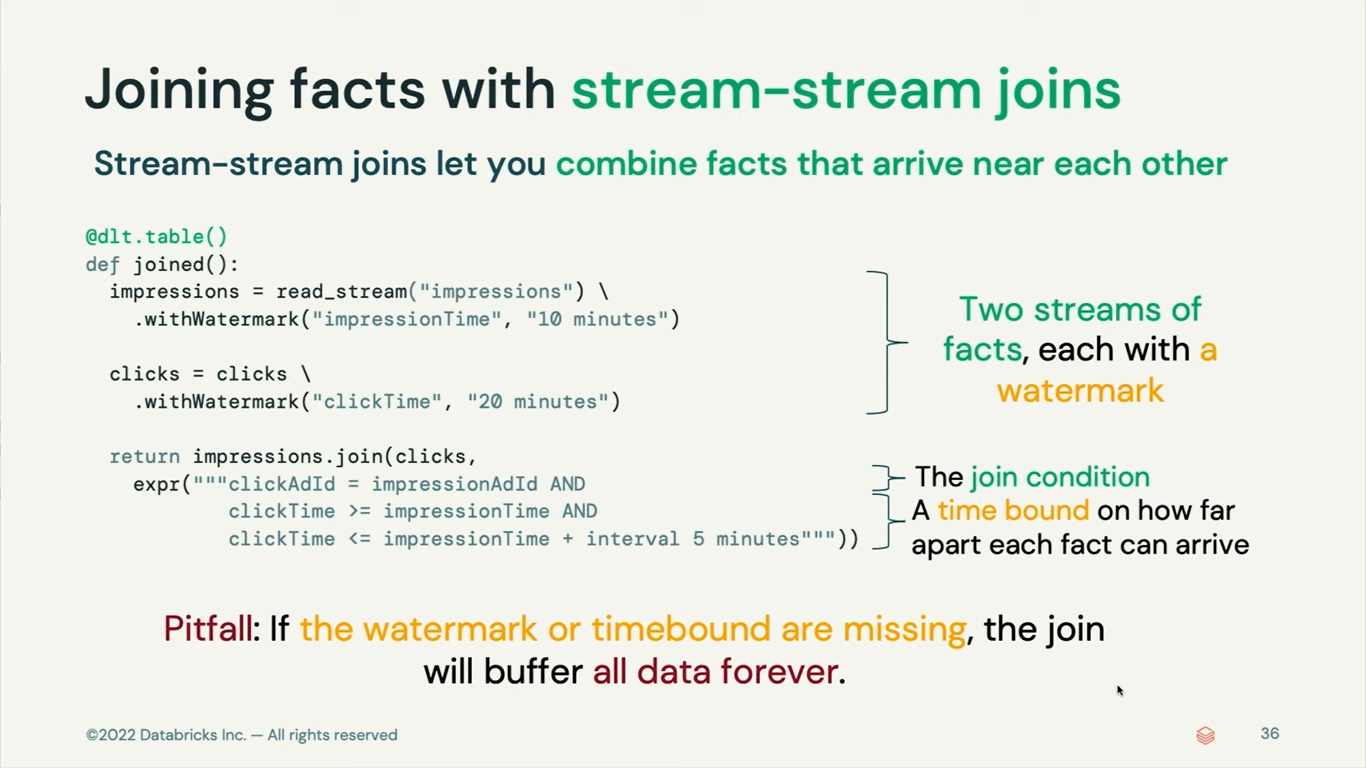 Joining facts with stream-stream joins
Stream-stream joins let you combine facts that arrive near each other
@dlt.table()
def joined():
  impressions = read_stream("impressions") \
    .withWatermark("impressionTime", "10 minutes")
  clicks = clicks \
    .withWatermark("clickTime", "20 minutes")
  return impressions.join(clicks,
    expr("""clickAdId = impressionAdId AND
            clickTime >= impressionTime AND
            clickTime <= impressionTime + interval 5 minutes"""))
Two streams of
facts, each with a
watermark
The join condition
A time bound on how far
apart each fact can arrive
Pitfall: If the watermark or timebound are missing, the join
will buffer all data forever.
©2022 Databricks Inc. — All rights reserved
36